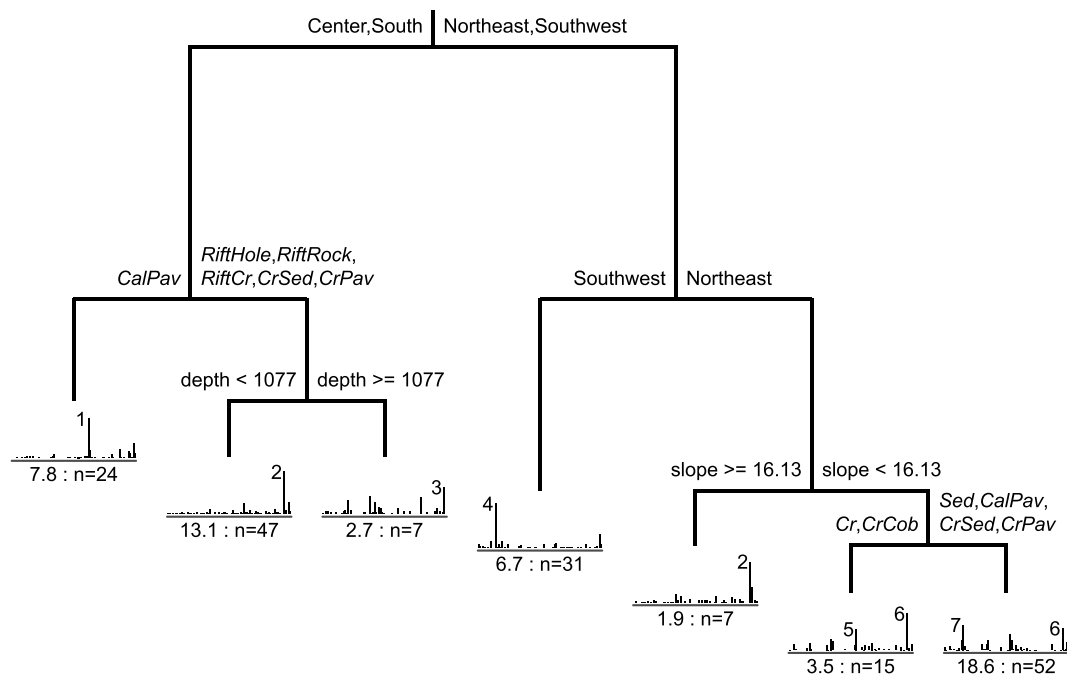 Center,South Northeast,Southwest
RiftHole,RiftRock,
CalPav RiftCr,CrSed,CrPav
Southwest Northeast
depth < 1077 depth >= 1077
1
7.8 : n=24
2
13.1 : n=47
3
2.7 : n=7
4
6.7 : n=31
slope >= 16.13 slope < 16.13
Sed,CalPav,
Cr,CrCob CrSed,CrPav
2
1.9 : n=7
5 6
3.5 : n=15
7 6
18.6 : n=52